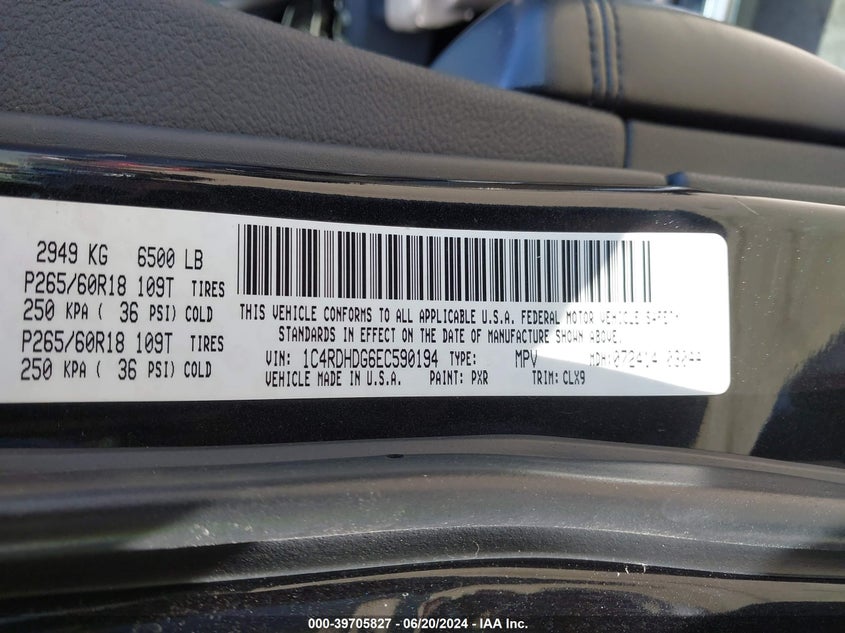 2949 KG 6500 LB
P265/60R18 109T TIRES
250 KPA ( 36 PSI) COLD
P265/60R18 109T TIRES
250 KPA ( 36 PSI) COLD
THIS VEHICLE CONFORMS TO ALL APPLICABLE U.S.A. FEDERAL MOTOR VEHICLE SAFETY
STANDARDS IN EFFECT ON THE DATE OF MANUFACTURE SHOWN ABOVE.
VIN: 1C4RDHDG6EC590194 TYPE: MPV MDH:
VEHICLE MADE IN U.S.A. PAINT: PXR TRIM: CLX9
000-39705827 - 06/20/2024 - IAA Inc.